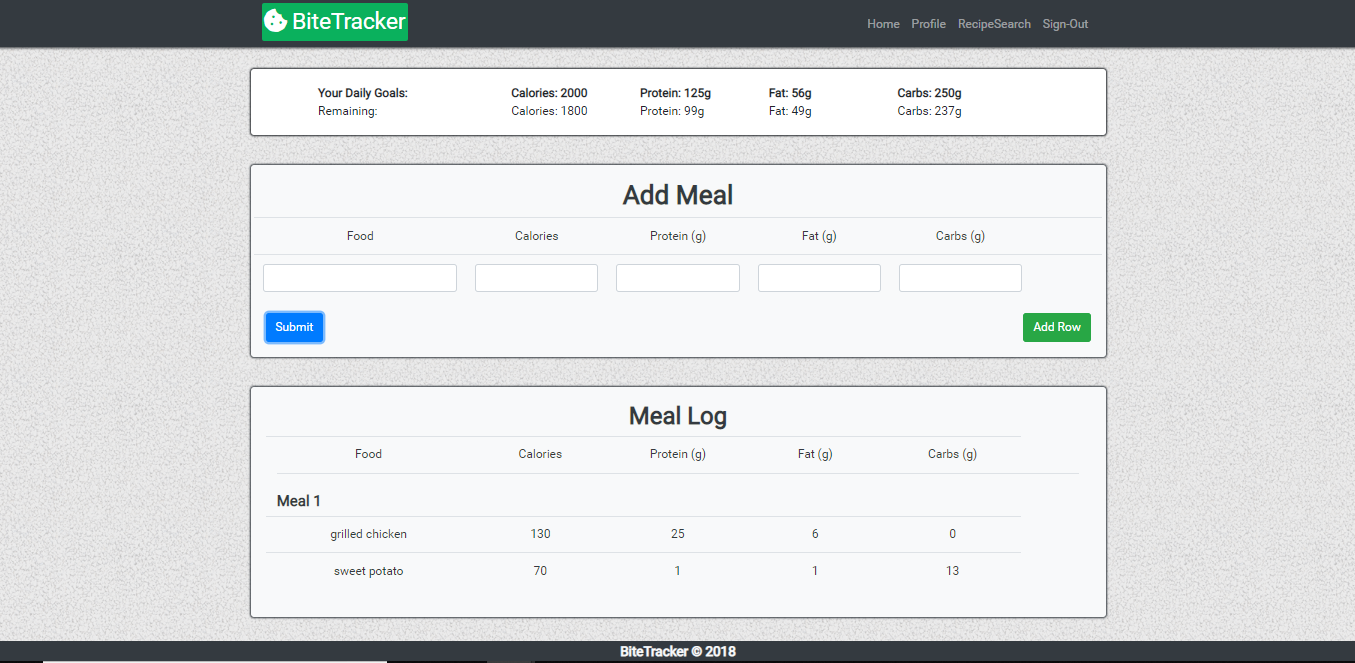 BiteTracker
Home Profile RecipeSearch Sign-Out
Your Daily Goals: Calories: 2000 Protein: 125g Fat: 56g Carbs: 250g
Remaining: Calories: 1800 Protein: 99g Fat: 49g Carbs: 237g
Add Meal
Food Calories Protein (g) Fat (g) Carbs (g)
Submit Add Row
Meal Log
Food Calories Protein (g) Fat (g) Carbs (g)
Meal 1
grilled chicken 130 25 6 0
sweet potato 70 1 1 13
BiteTracker © 2018